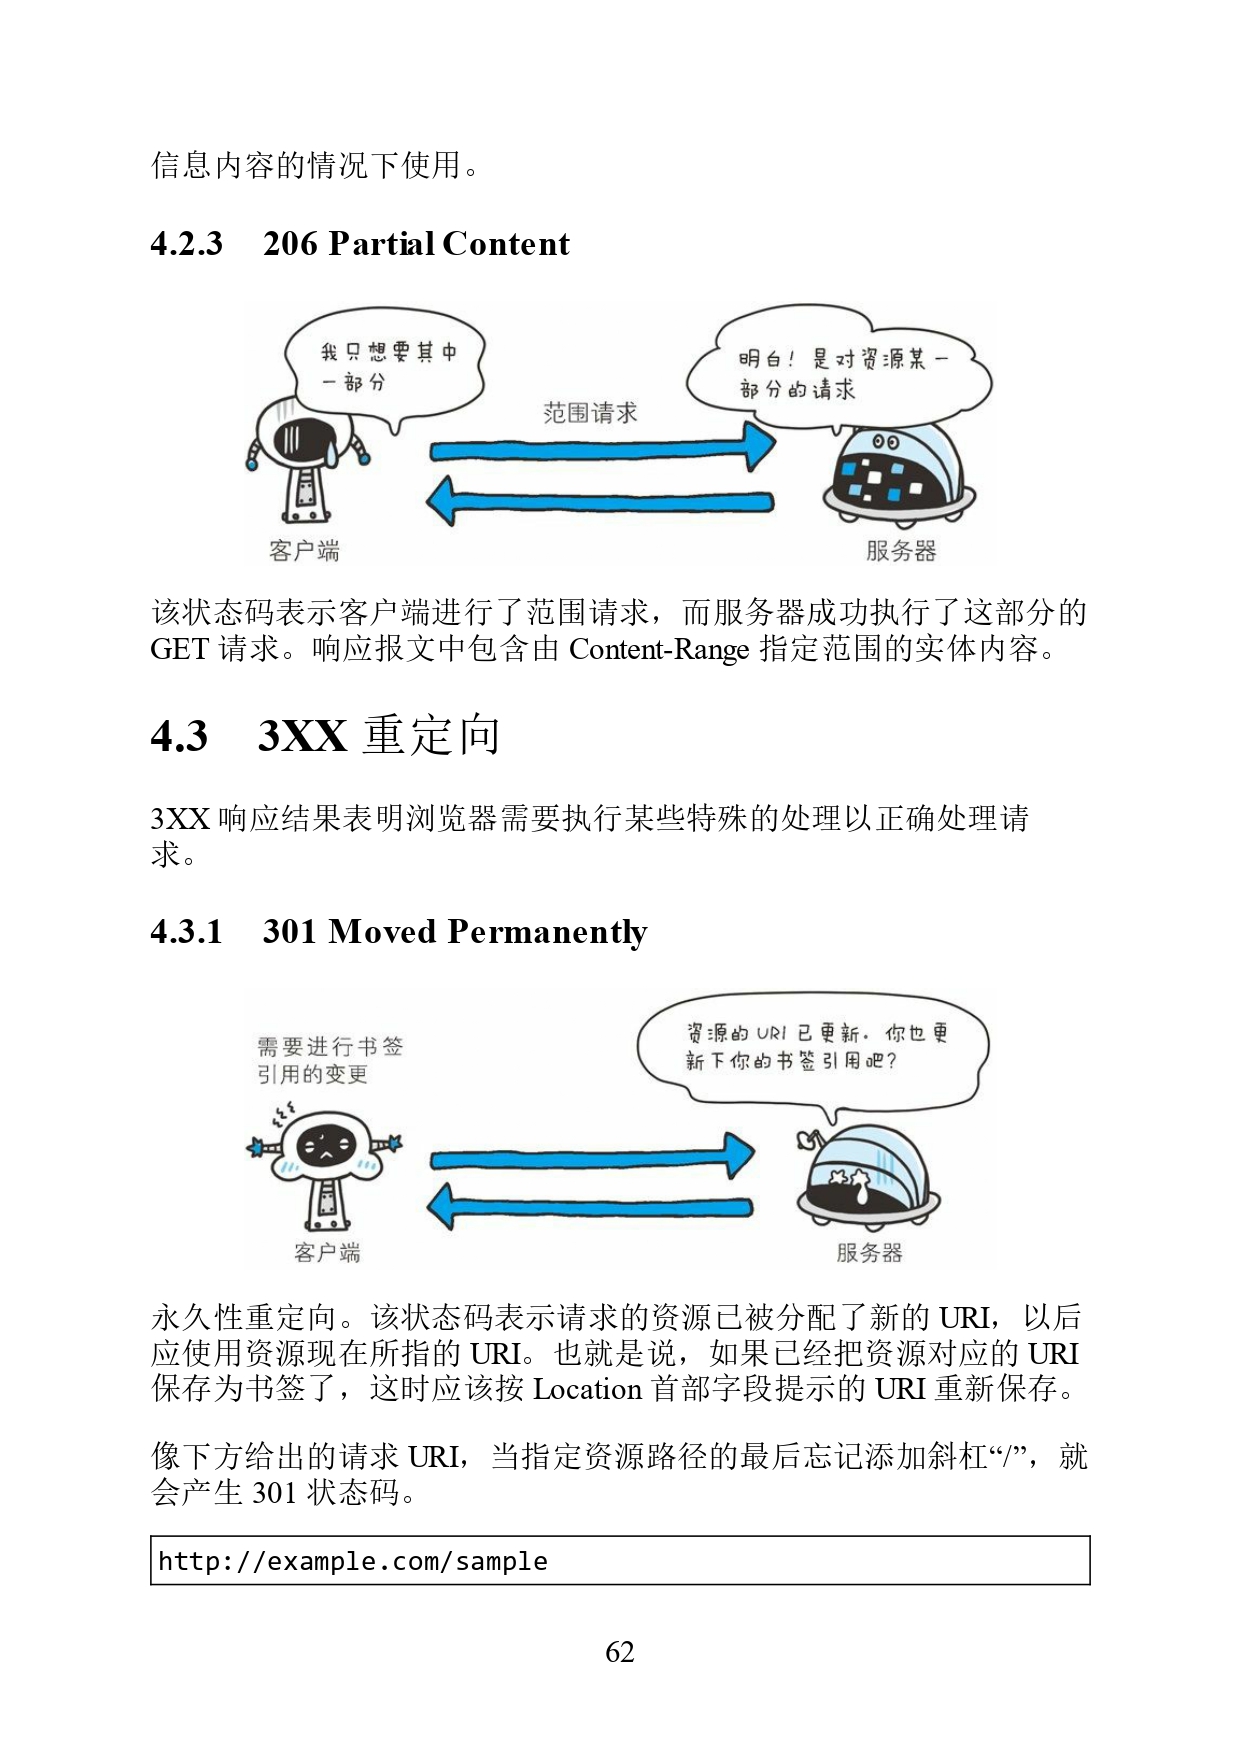 信息内容的情况下使用。
4.2.3 206 Partial Content
我只想要其中
一部分
明白！是对资源某一
部分的请求
范围请求
客户端
服务器
该状态码表示客户端进行了范围请求，而服务器成功执行了这部分的
GET 请求。响应报文中包含由 Content-Range 指定范围的实体内容。
4.3 3XX 重定向
3XX 响应结果表明浏览器需要执行某些特殊的处理以正确处理请
求。
4.3.1 301 Moved Permanently
需要进行书签
引用的变更
资源的 URI 已更新。你也更
新下你的书签引用吧？
客户端
服务器
永久性重定向。该状态码表示请求的资源已被分配了新的 URI，以后
应使用资源现在所指的 URI。也就是说，如果已经把资源对应的 URI
保存为书签了，这时应该按 Location 首部字段提示的 URI 重新保存。
像下方给出的请求 URI，当指定资源路径的最后忘记添加斜杠“/”，就
会产生 301 状态码。
http://example.com/sample
62